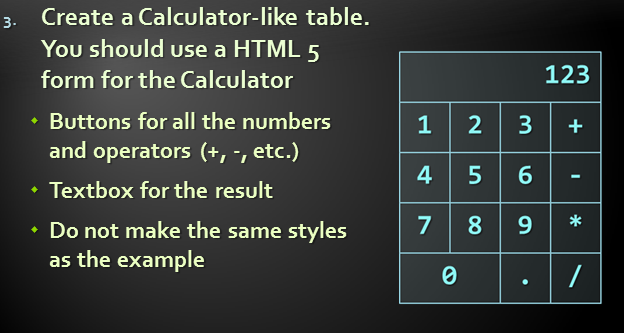 3. Create a Calculator-like table.
You should use a HTML 5
form for the Calculator
Buttons for all the numbers
and operators (+, -, etc.)
Textbox for the result
Do not make the same styles
as the example
123
1 2 3 +
4 5 6 -
7 8 9 *
0 . /